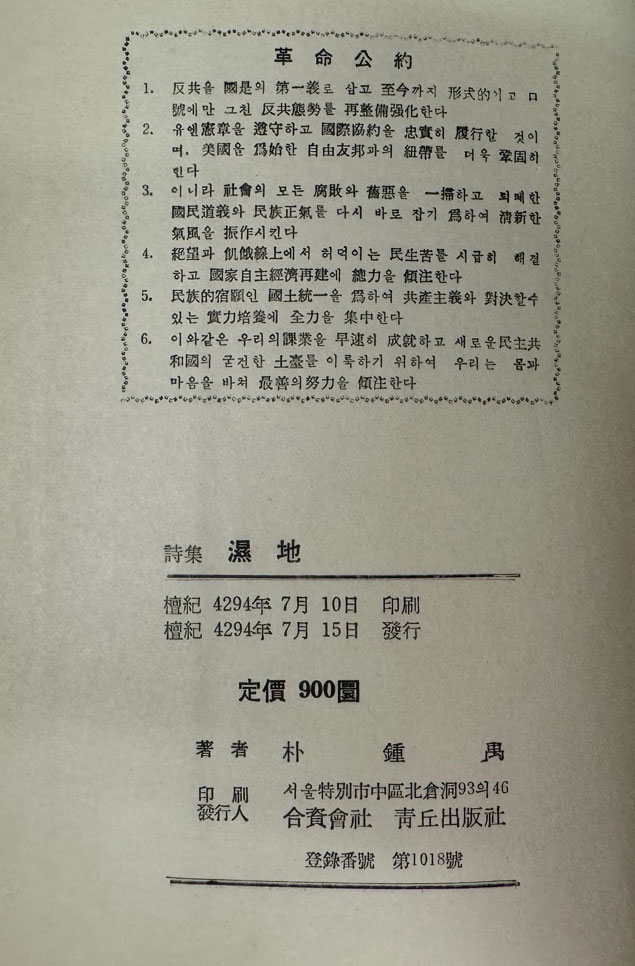 革命公約
1. 反共을 國是의 第一義로 삼고 至今까지 形式的이고 口
號에만 그친 反共態勢를 再整備强化한다
2. 유엔憲章을 遵守하고 國際協約을 忠實히 履行할 것이
며, 美國을 爲始한 自由友邦과의 紐帶를 더욱 鞏固히
한다
3. 이나라 社會의 모든 腐敗와 舊惡을 一掃하고 퇴폐한
國民道義와 民族正氣를 다시 바로 잡기 爲하여 淸新한
氣風을 振作시킨다
4. 絶望과 飢餓線上에서 허덕이는 民生苦를 시급히 해결
하고 國家自主經濟再建에 總力을 傾注한다
5. 民族的宿願인 國土統一을 爲하여 共產主義와 對決할수
있는 實力培養에 全力을 集中한다
6. 이와같은 우리의課業을 早速히 成就하고 새로운民主共
和國의 굳건한 土臺를 이룩하기 위하여 우리는 몸과
마음을 바쳐 最善의努力을 傾注한다
詩集 濕地
檀紀 4294年 7月 10日 印刷
檀紀 4294年 7月 15日 發行
定價 900圜
著者 朴鍾禹
印刷 서울特別市中區北倉洞93의46
發行人 合資會社 靑丘出版社
登錄番號 第1018號